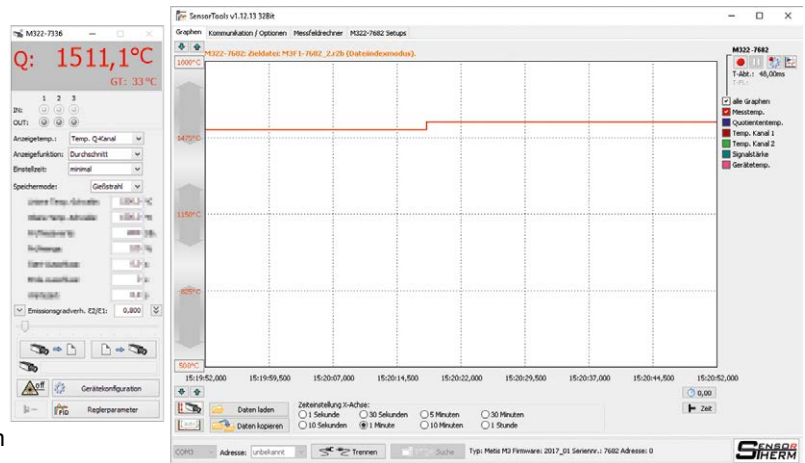 SensorTools v1.12.13 32Bit
Graphen Kommunikation / Optionen Messfeldrechner M322-7682 Setups
M322-7336
Q: 1511,1°C
GT: 33°C
1 2 3
IN:
OUT:
Anzeigetemp.: Temp. Q-Kanal
Anzeigefunktion: Durchschnitt
Einstellzeit: minimal
Speichermode: Gießstrahl
Emissionsgradverh. ε2/ε1: 0,800
off
Gerätekonfiguration
PID
Reglerparameter
n
M322-7682: Zieldatei: M3F1-7682_2.r2b (Dateiindexmodus).
1800°C
1475°C
1150°C
825°C
500°C
15:19:52,000 15:19:59,500 15:20:07,000 15:20:14,500 15:20:22,000 15:20:29,500 15:20:37,000 15:20:44,500 15:20:52,000
M322-7682
T-Abt.: 48,00ms
T-PL:
alle Graphen
Messtemp.
Quotiententemp.
Temp. Kanal 1
Temp. Kanal 2
Signalstärke
Gerätetemp.
0,00
Zeit
Daten laden
Daten kopieren
Zeiteinstellung X-Achse:
1 Sekunde 30 Sekunden 5 Minuten 30 Minuten
10 Sekunden 1 Minute 10 Minuten 1 Stunde
COM3 Adresse: unbekannt Trennen Suche Typ: Metis M3 Firmware: 2017_01 Seriennr.: 7682 Adresse: 0
SENSORTHERM